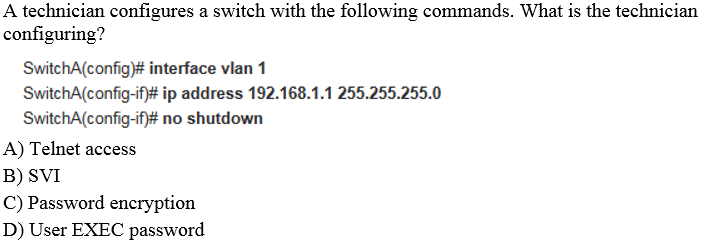 A technician configures a switch with the following commands. What is the technician
configuring?
SwitchA(config)# interface vlan 1
SwitchA(config-if)# ip address 192.168.1.1 255.255.255.0
SwitchA(config-if)# no shutdown
A) Telnet access
B) SVI
C) Password encryption
D) User EXEC password